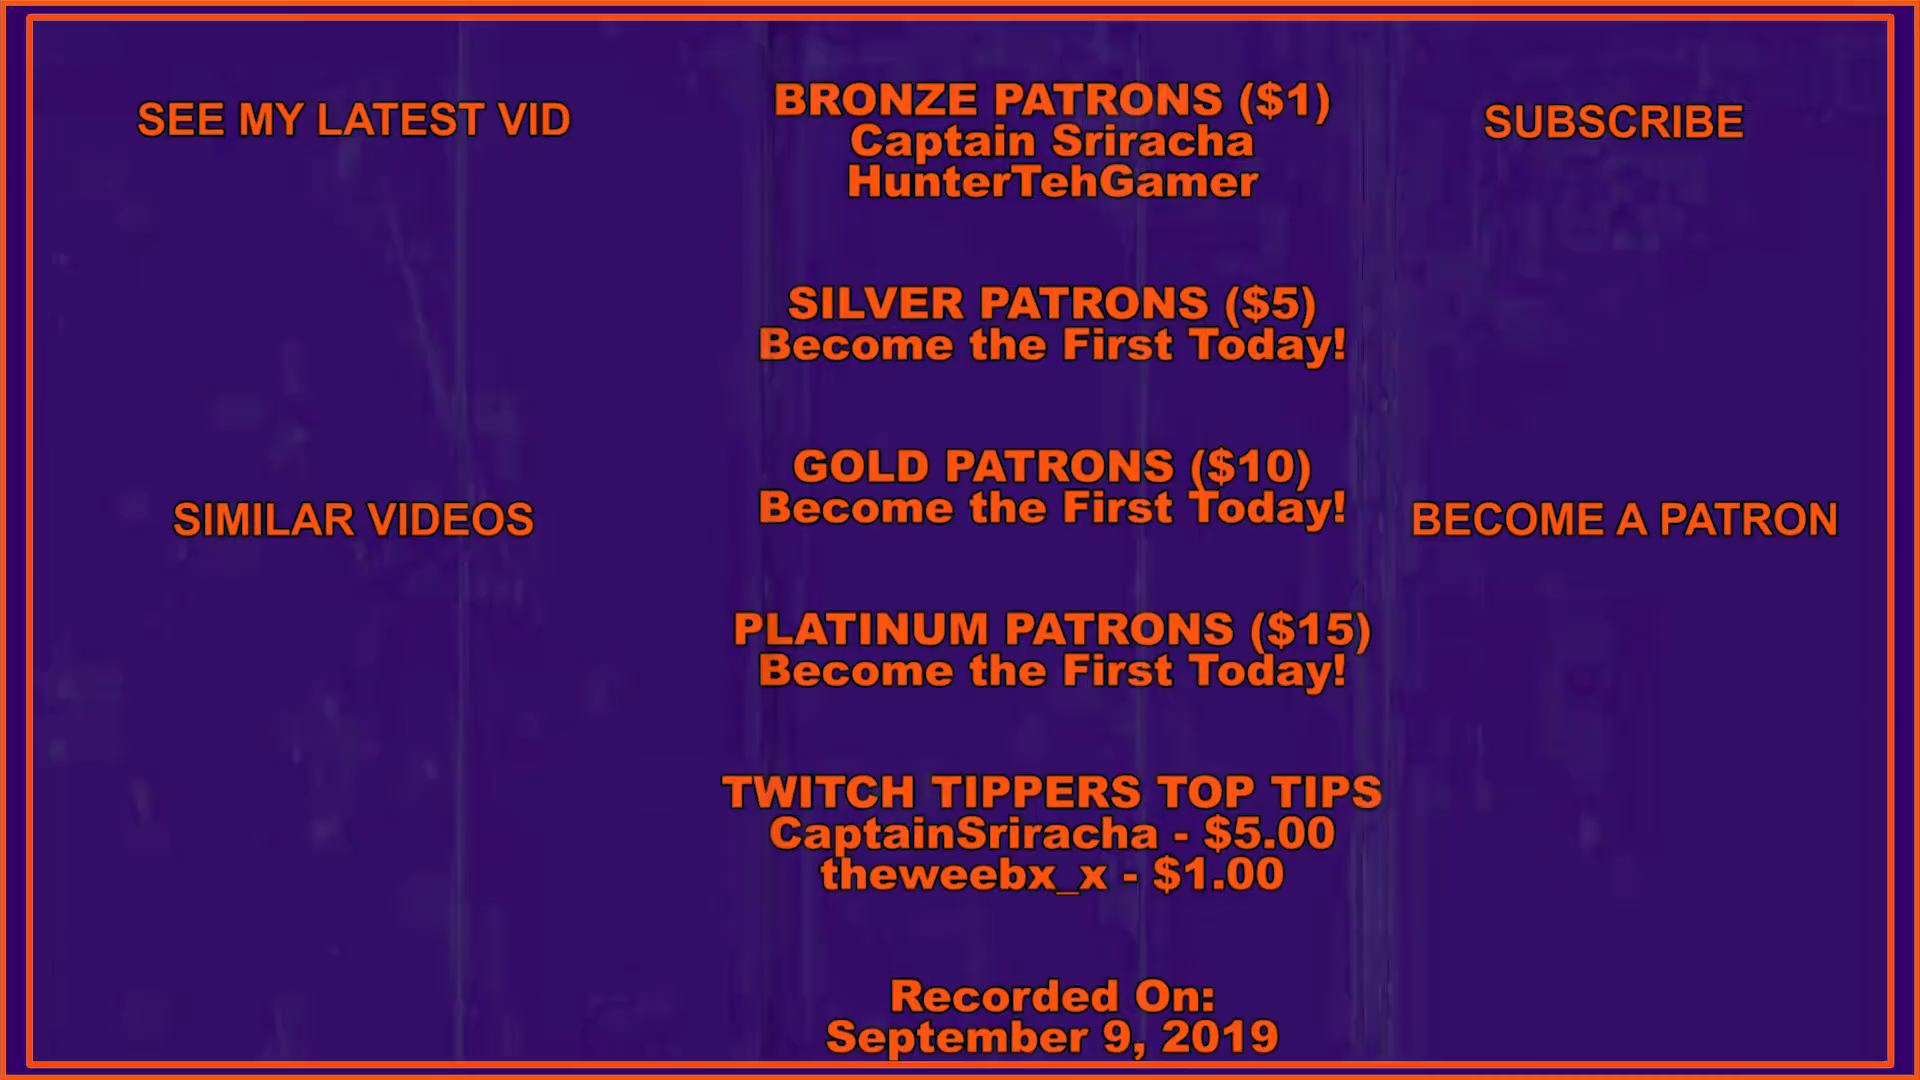 SEE MY LATEST VID
SIMILAR VIDEOS
BRONZE PATRONS ($1)
Captain Sriracha
HunterTehGamer
SILVER PATRONS ($5)
Become the First Today!
GOLD PATRONS ($10)
Become the First Today!
PLATINUM PATRONS ($15)
Become the First Today!
TWITCH TIPPERS TOP TIPS
CaptainSriracha - $5.00
theweebx_x - $1.00
Recorded On:
September 9, 2019
SUBSCRIBE
BECOME A PATRON